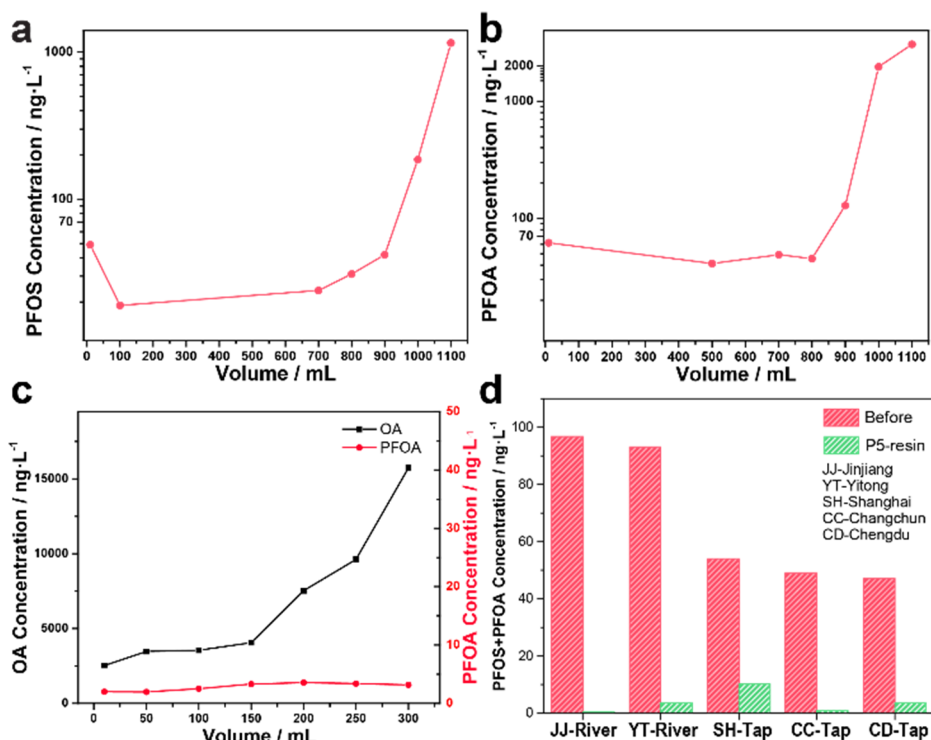 a
PFOS Concentration / ng·L⁻¹
1000
100
70
0 100 200 300 400 500 600 700 800 900 1000 1100
Volume / mL
b
PFOA Concentration / ng·L⁻¹
2000
1000
100
70
0 100 200 300 400 500 600 700 800 900 1000 1100
Volume / mL
c
OA Concentration / ng·L⁻¹
15000
10000
5000
0
OA
PFOA
50
40
30
20
10
0
PFOA Concentration / ng·L⁻¹
0 50 100 150 200 250 300
Volume / mL
d
PFOS+PFOA Concentration / ng·L⁻¹
100
80
60
40
20
0
Before
P5-resin
JJ-Jinjiang
YT-Yitong
SH-Shanghai
CC-Changchun
CD-Chengdu
JJ-River YT-River SH-Tap CC-Tap CD-Tap